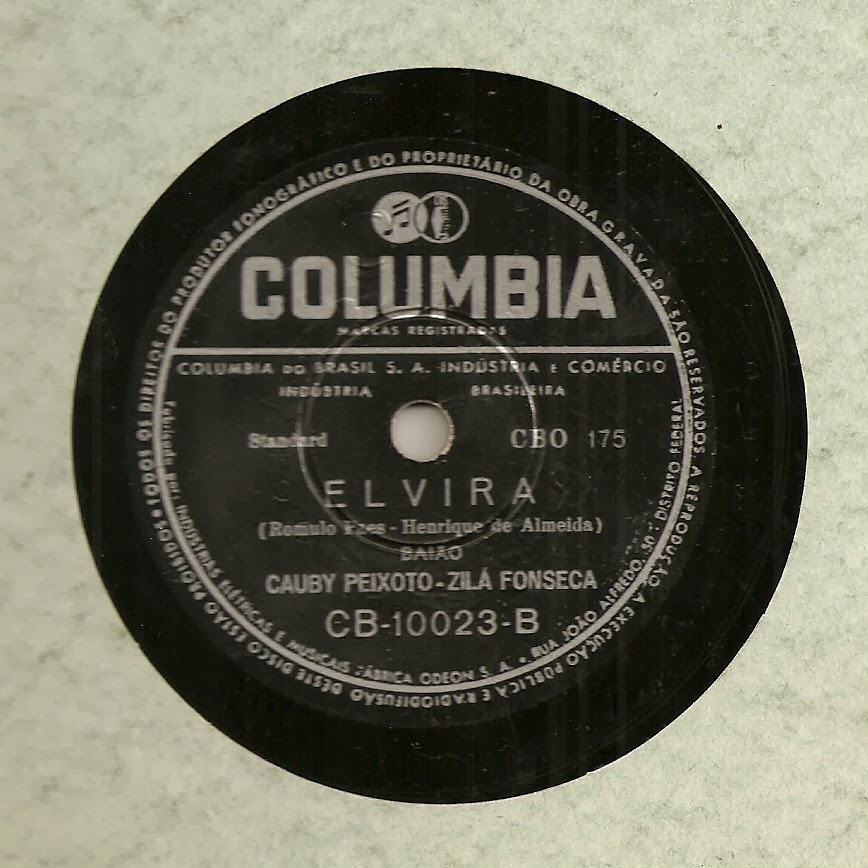 COLUMBIA
MARCAS REGISTRADAS
COLUMBIA DO BRASIL S. A. INDÚSTRIA E COMÉRCIO
INDÚSTRIA BRASILEIRA
Standard CBO 175
ELVIRA
(Romulo Paes - Henrique de Almeida)
BAIÃO
CAUBY PEIXOTO - ZILÁ FONSECA
CB-10023-B
TODOS OS DIREITOS DO PRODUTOR FONOGRÁFICO E DO PROPRIETÁRIO DA OBRA GRAVADA SÃO RESERVADOS A REPRODUÇÃO A EXECUÇÃO PÚBLICA E RADIODIFUSÃO DESTE DISCO ESTÃO PROIBIDOS
INDÚSTRIAS ELÉTRICAS E MUSICAIS FÁBRICA ODEON S. A. • RUA JOÃO ALFREDO, 50 - DISTRITO FEDERAL